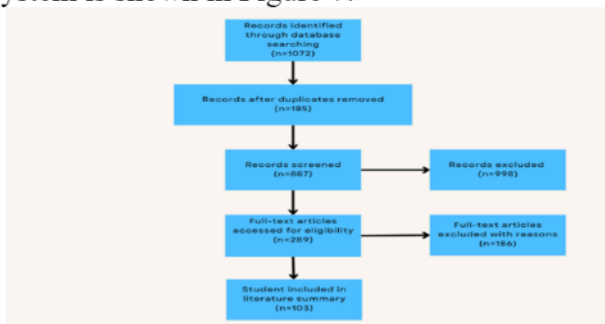 ystem is shown in Figure
Records identified
through database
searching
(n=1072)
Records after duplicates removed
(n=185)
Records screened
(n=887)
Records excluded
(n=998)
Full-text articles
accessed for eligibility
(n=289)
Full-text articles
excluded with reasons
(n=186)
Student included in
literature summary
(n=103)